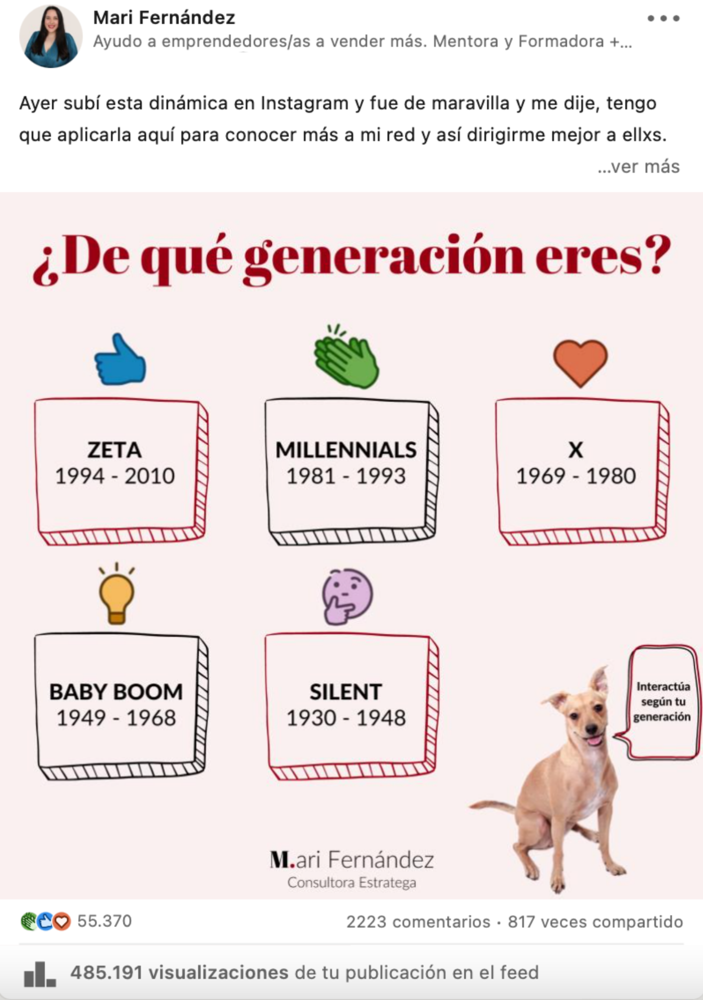 Mari Fernández
Ayudo a emprendedores/as a vender más. Mentora y Formadora +...
Ayer subí esta dinámica en Instagram y fue de maravilla y me dije, tengo
que aplicarla aquí para conocer más a mi red y así dirigirme mejor a ellxs.
...ver más
¿De qué generación eres?
ZETA
1994 - 2010
MILLENNIALS
1981 - 1993
X
1969 - 1980
BABY BOOM
1949 - 1968
SILENT
1930 - 1948
Interactúa
según tu
generación
M.ari Fernández
Consultora Estratega
55.370
2223 comentarios · 817 veces compartido
485.191 visualizaciones de tu publicación en el feed